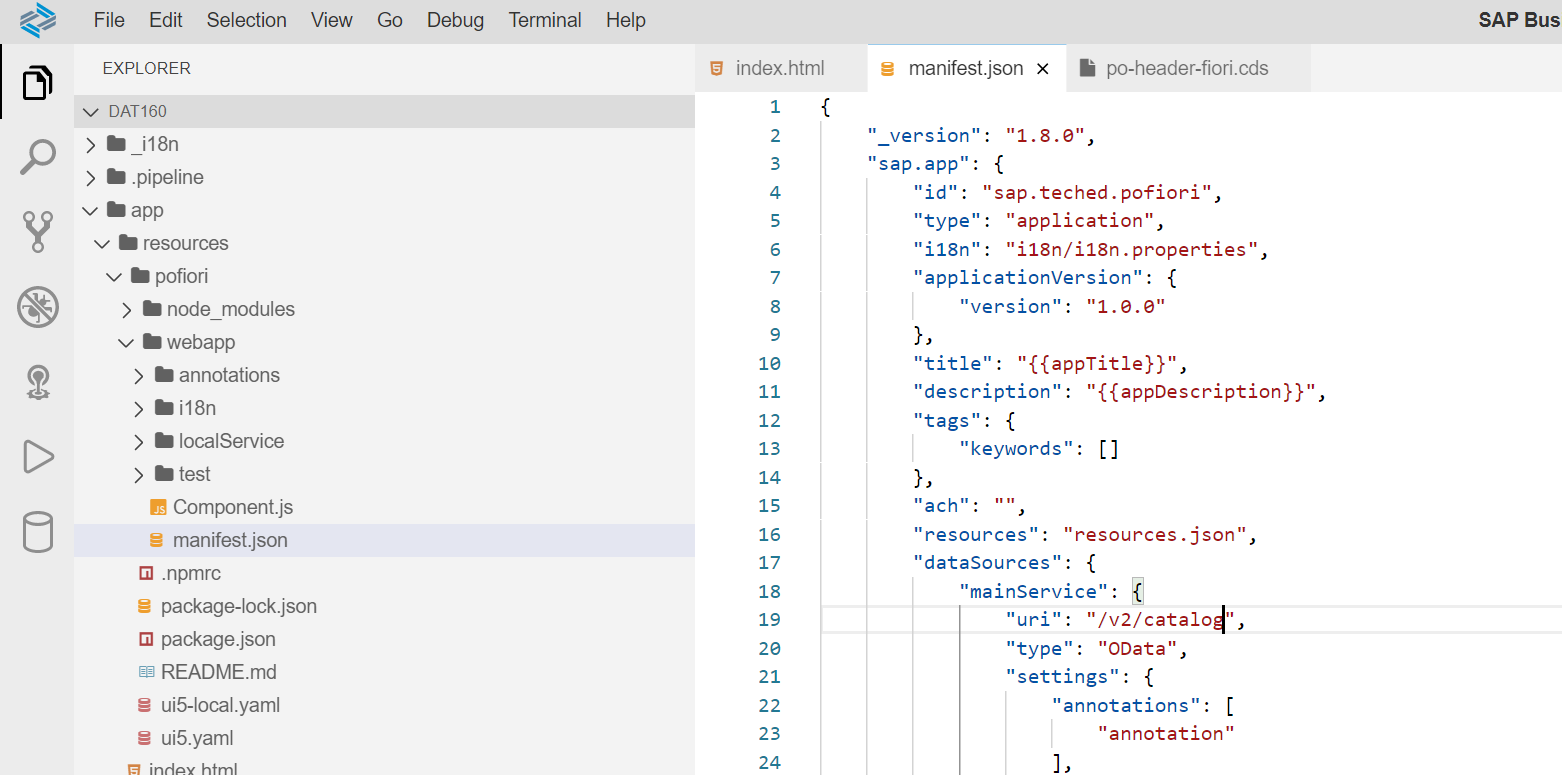 File Edit Selection View Go Debug Terminal Help
SAP Bus
EXPLORER
DAT160
_i18n
.pipeline
app
resources
pofiori
node_modules
webapp
annotations
i18n
localService
test
Component.js
manifest.json
.npmrc
package-lock.json
package.json
README.md
ui5-local.yaml
ui5.yaml
index.html
index.html manifest.json × po-header-fiori.cds
1 {
2 "_version": "1.8.0",
3 "sap.app": {
4 "id": "sap.teched.pofiori",
5 "type": "application",
6 "i18n": "i18n/i18n.properties",
7 "applicationVersion": {
8 "version": "1.0.0"
9 },
10 "title": "{{appTitle}}",
11 "description": "{{appDescription}}",
12 "tags": {
13 "keywords": []
14 },
15 "ach": "",
16 "resources": "resources.json",
17 "dataSources": {
18 "mainService": {
19 "uri": "/v2/catalog",
20 "type": "OData",
21 "settings": {
22 "annotations": [
23 "annotation"
24 ],